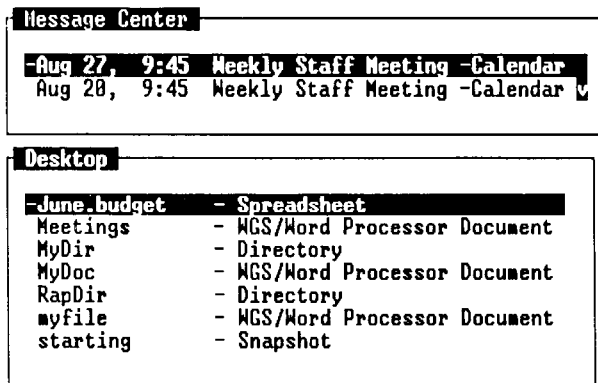 Message Center
-Aug 27, 9:45 Weekly Staff Meeting -Calendar
Aug 20, 9:45 Weekly Staff Meeting -Calendar v
Desktop
-June.budget - Spreadsheet
Meetings - WGS/Word Processor Document
MyDir - Directory
MyDoc - WGS/Word Processor Document
RapDir - Directory
myfile - WGS/Word Processor Document
starting - Snapshot